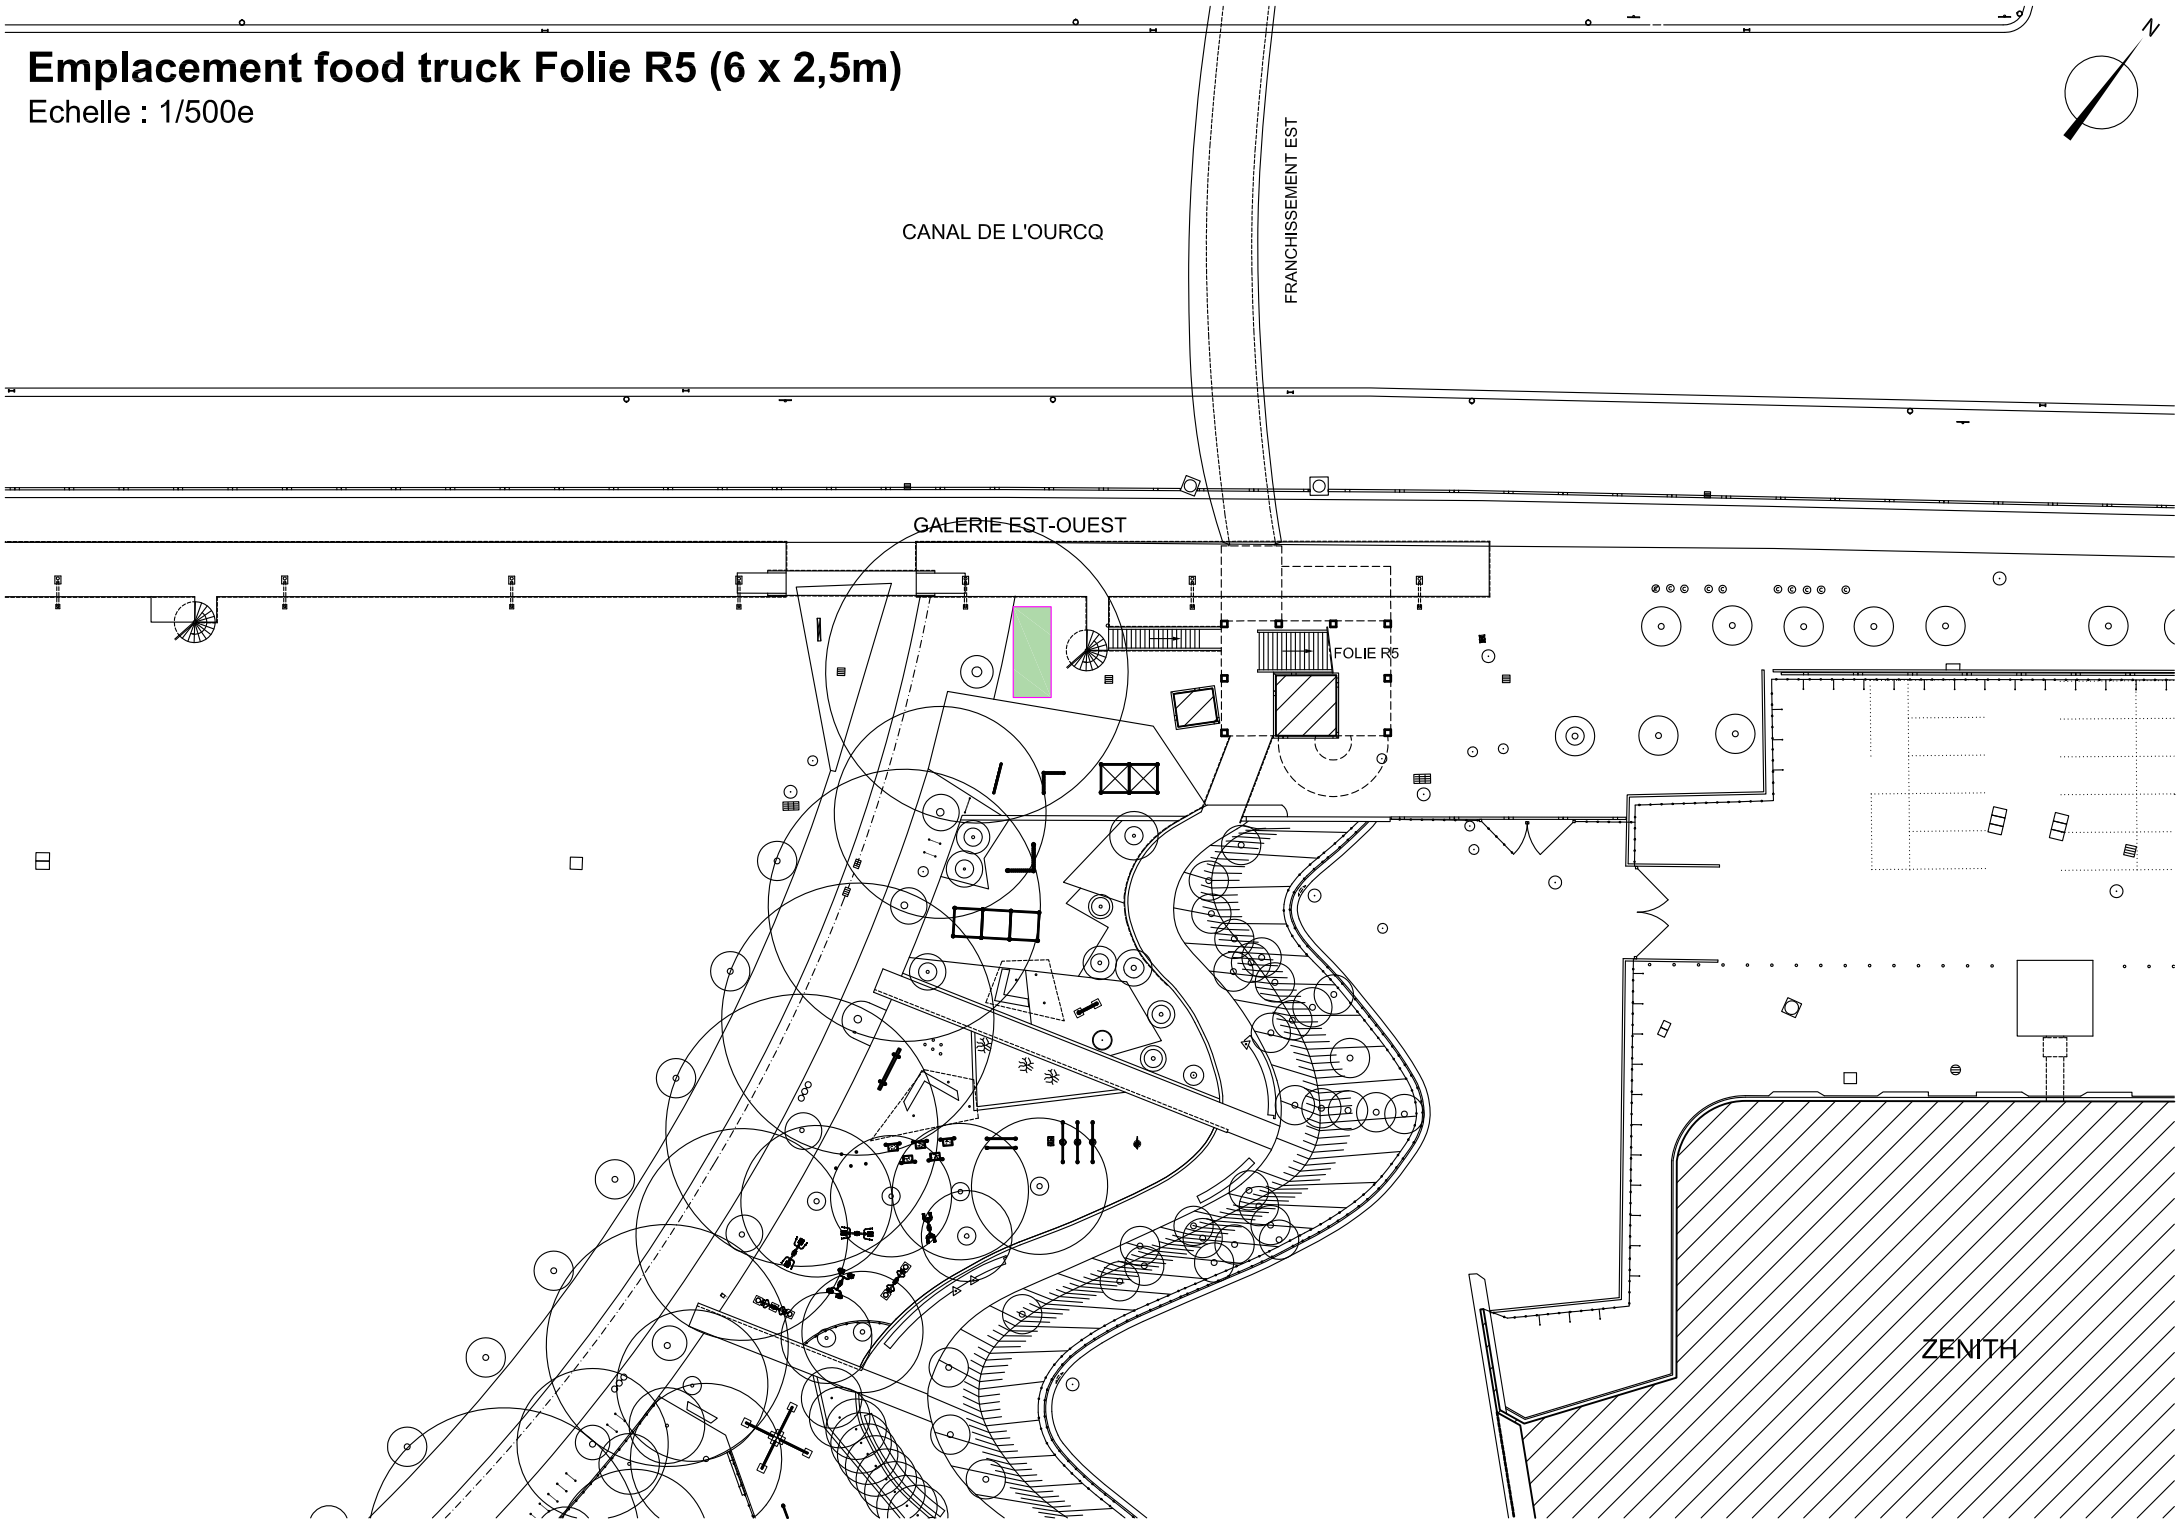 Emplacement food truck Folie R5 (6 x 2,5m)
Echelle : 1/500e
N
FRANCHISSEMENT EST
CANAL DE L'OURCQ
GALERIE EST-OUEST
FOLIE R5
ZENITH